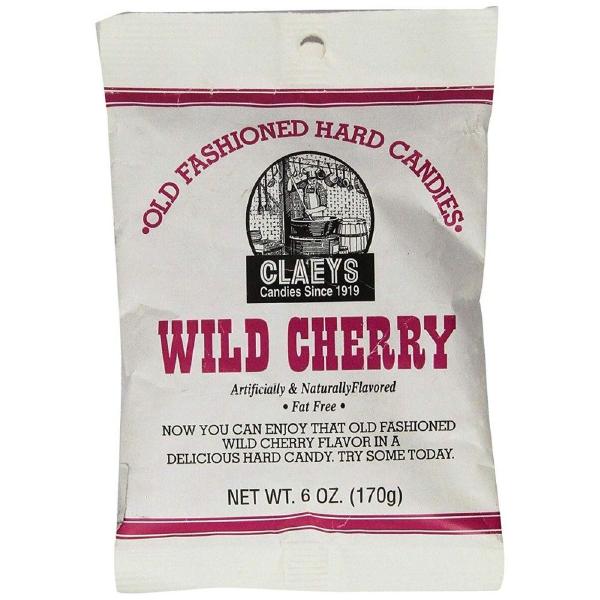 •OLD FASHIONED HARD CANDIES•
CLAEYS
Candies Since 1919
WILD CHERRY
Artificially & NaturallyFlavored
• Fat Free •
NOW YOU CAN ENJOY THAT OLD FASHIONED
WILD CHERRY FLAVOR IN A
DELICIOUS HARD CANDY. TRY SOME TODAY.
NET WT. 6 OZ. (170g)